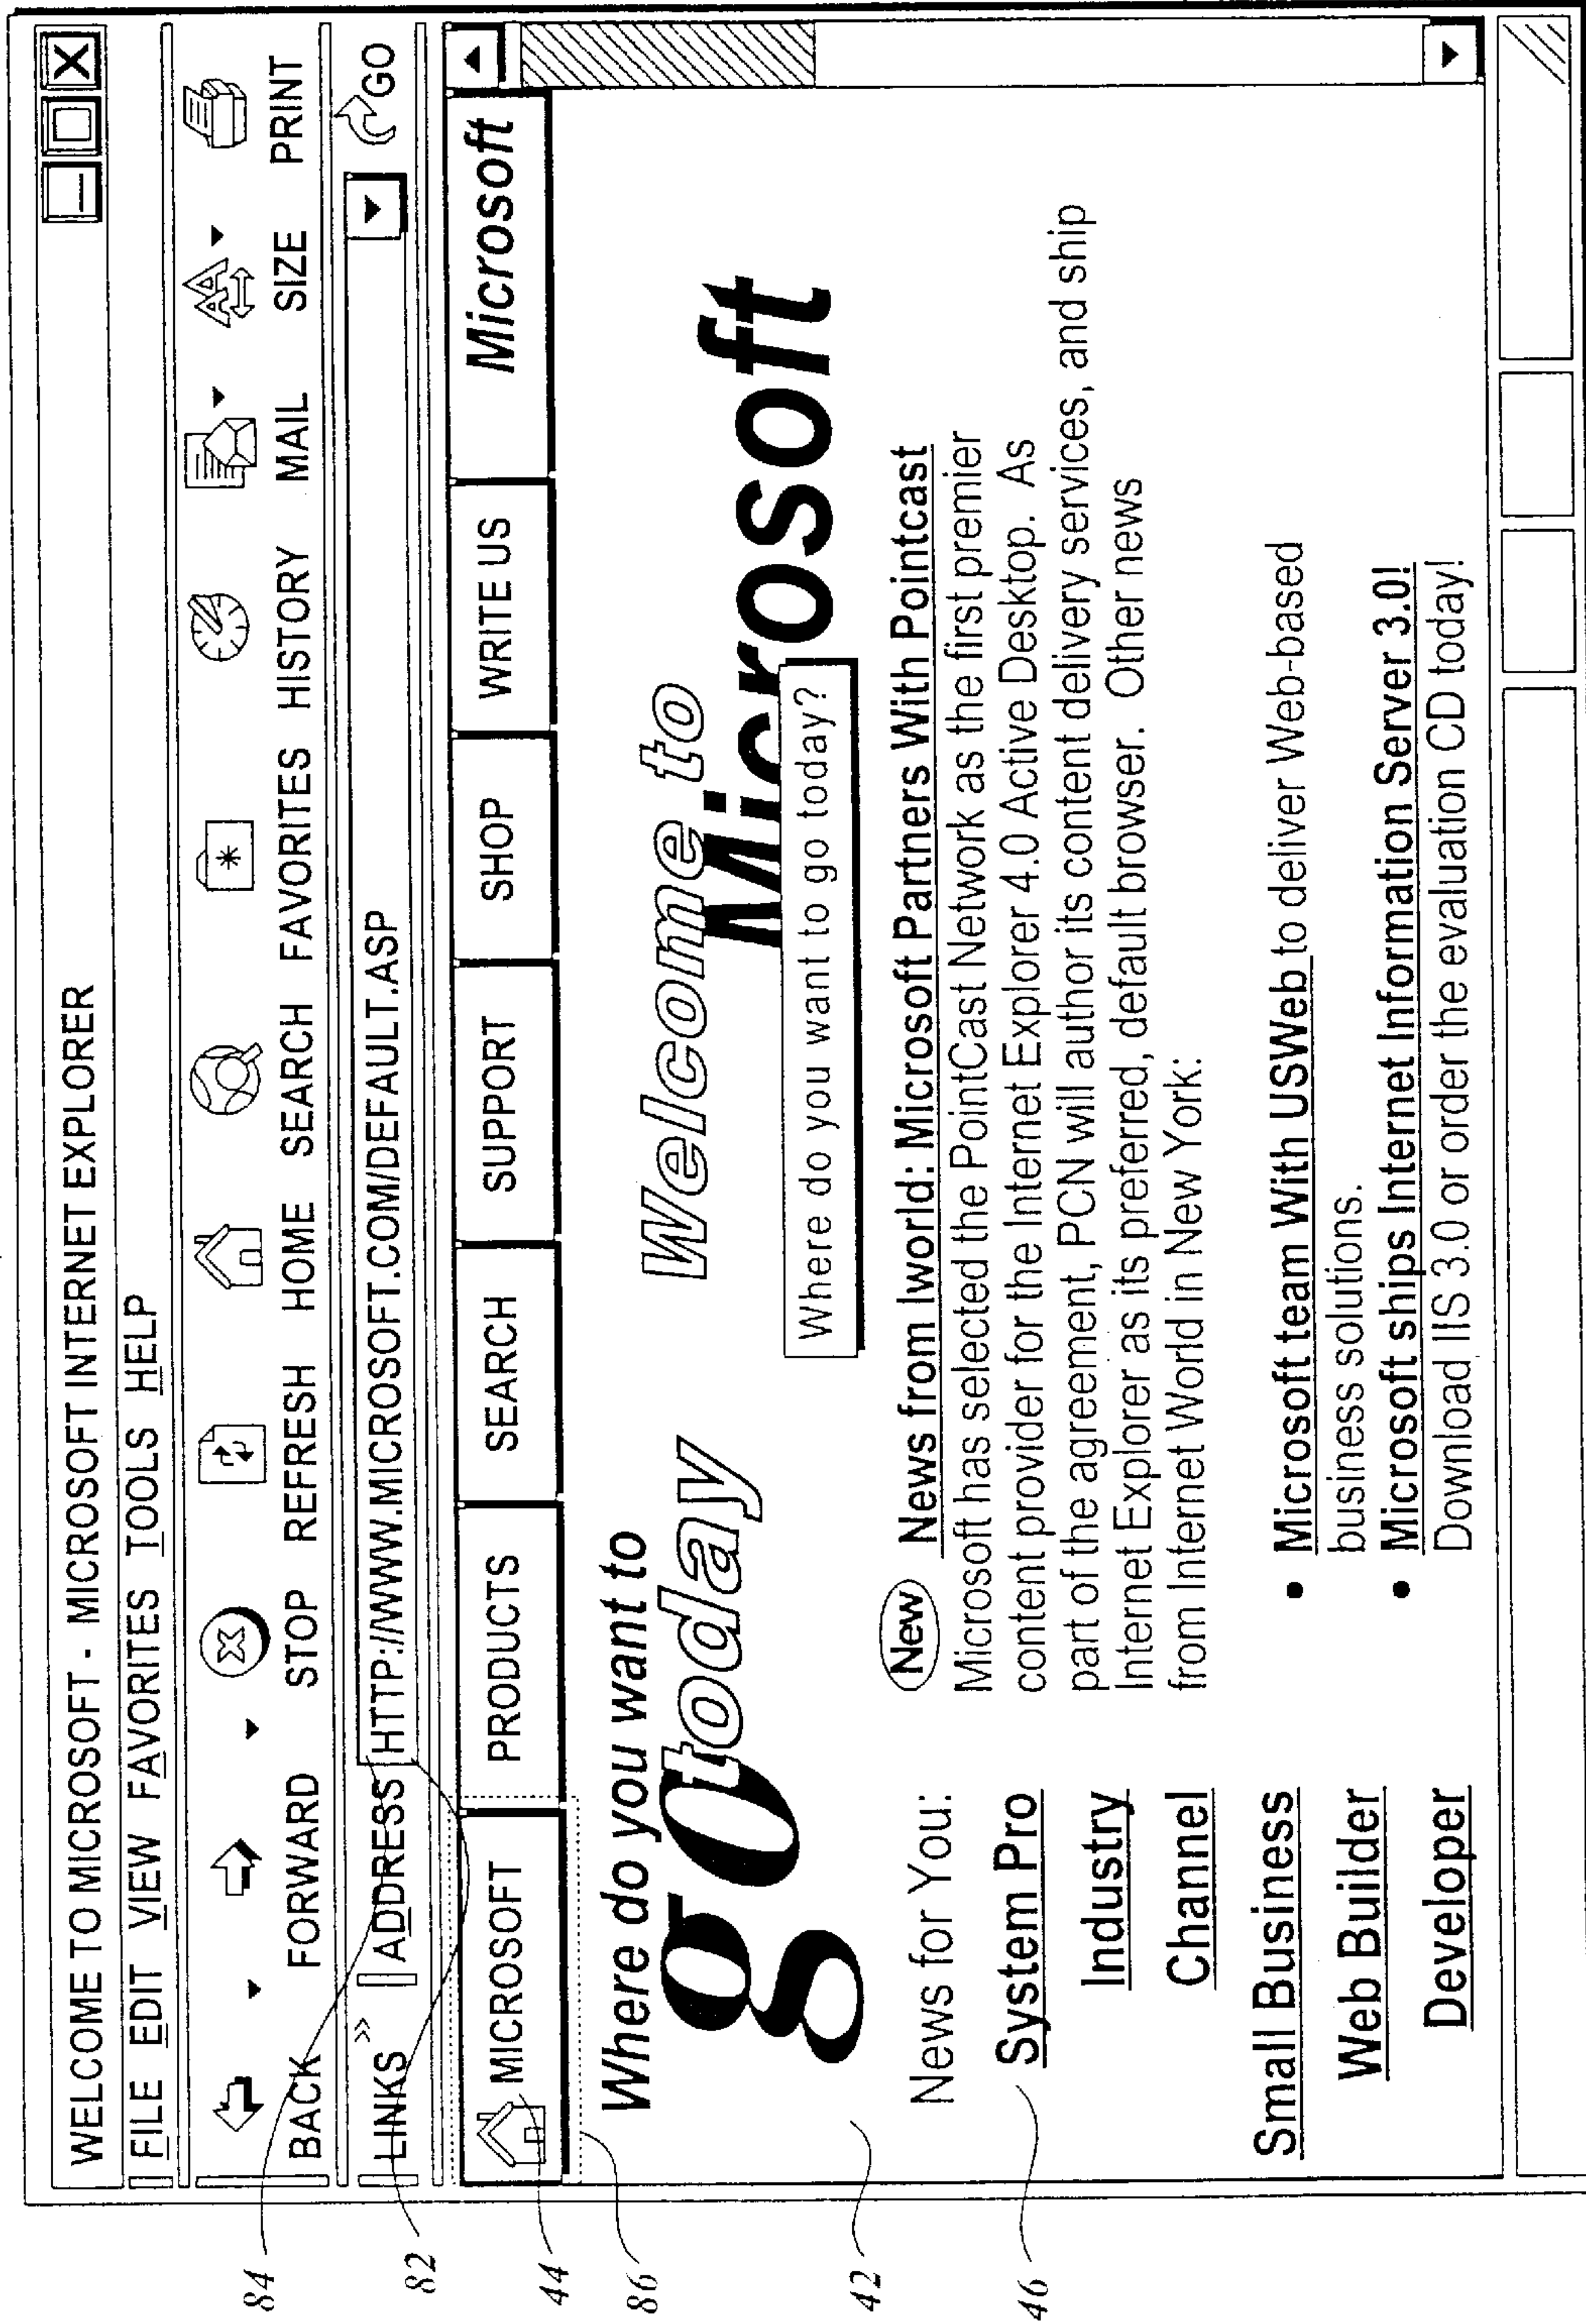 WELCOME TO MICROSOFT - MICROSOFT INTERNET EXPLORER
FILE EDIT VIEW FAVORITES TOOLS HELP
BACK FORWARD STOP REFRESH HOME SEARCH FAVORITES HISTORY MAIL SIZE PRINT
LINKS » ADDRESS HTTP://WWW.MICROSOFT.COM/DEFAULT.ASP GO
MICROSOFT PRODUCTS SEARCH SUPPORT SHOP WRITE US Microsoft
Where do you want to
go today
Welcome to
Microsoft
Where do you want to go today?
News for You:
System Pro
Industry
Channel
Small Business
Web Builder
Developer
New News from Iworld: Microsoft Partners With Pointcast
Microsoft has selected the PointCast Network as the first premier
content provider for the Internet Explorer 4.0 Active Desktop. As
part of the agreement, PCN will author its content delivery services, and ship
Internet Explorer as its preferred, default browser. Other news
from Internet World in New York:
• Microsoft team With USWeb to deliver Web-based
business solutions.
• Microsoft ships Internet Information Server 3.0!
Download IIS 3.0 or order the evaluation CD today!
84
82
44
86
42
46